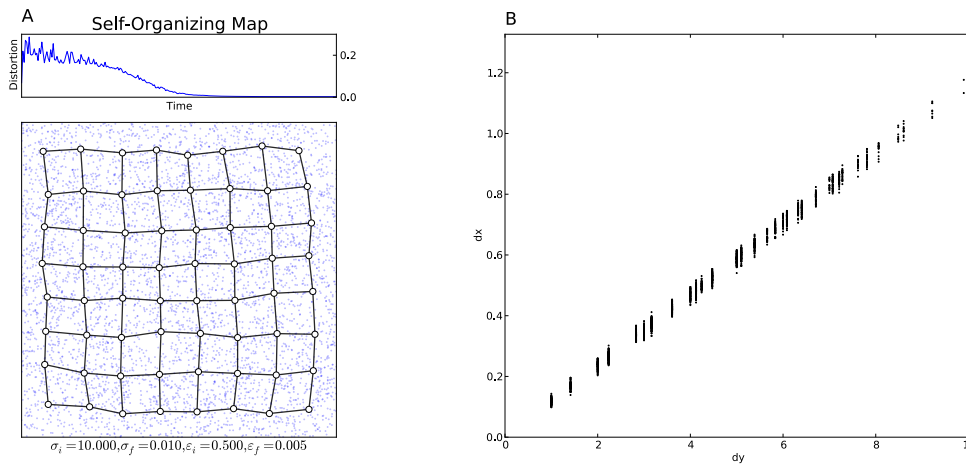 A
Self-Organizing Map
Distortion
0.2
0.0
Time
σi =10.000,σf =0.010,εi =0.500,εf =0.005
B
dx
1.2
1.0
0.8
0.6
0.4
0.2
0.0
0 2 4 6 8 1
dy